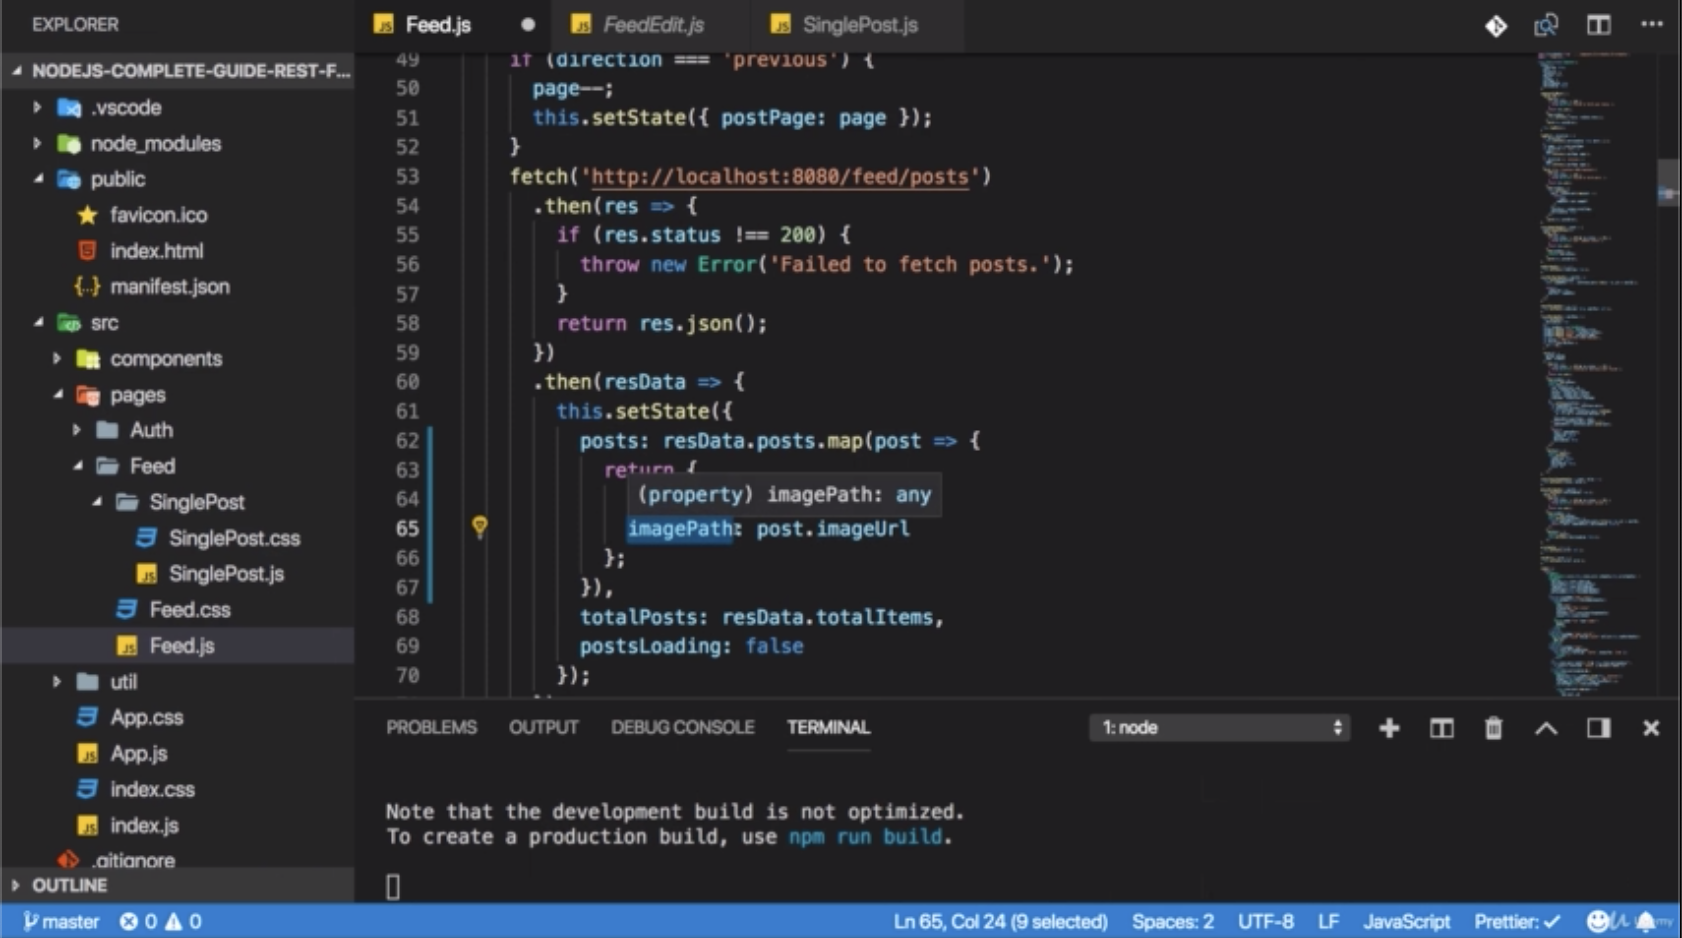 EXPLORER
Feed.js
FeedEdit.js
SinglePost.js
NODEJS-COMPLETE-GUIDE-REST-F...
.vscode
node_modules
public
favicon.ico
index.html
{..} manifest.json
src
components
pages
Auth
Feed
SinglePost
SinglePost.css
JS SinglePost.js
Feed.css
JS Feed.js
util
App.css
JS App.js
index.css
JS index.js
.gitignore
OUTLINE
49 if (direction === 'previous') {
50 page--;
51 this.setState({ postPage: page });
52 }
53 fetch('http://localhost:8080/feed/posts')
54 .then(res => {
55 if (res.status !== 200) {
56 throw new Error('Failed to fetch posts.');
57 }
58 return res.json();
59 })
60 .then(resData => {
61 this.setState({
62 posts: resData.posts.map(post => {
63 return {
64 (property) imagePath: any
65 imagePath: post.imageUrl
66 };
67 }),
68 totalPosts: resData.totalItems,
69 postsLoading: false
70 });
PROBLEMS OUTPUT DEBUG CONSOLE TERMINAL 1: node
Note that the development build is not optimized.
To create a production build, use npm run build.
master 0 0 Ln 65, Col 24 (9 selected) Spaces: 2 UTF-8 LF JavaScript Prettier: ✓